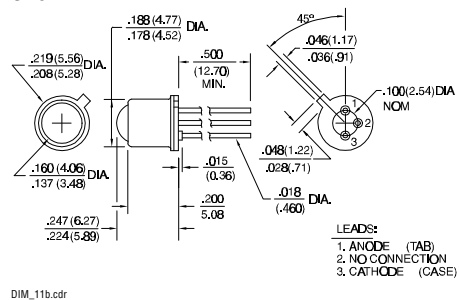 .188(4.77)
.178(4.52)
DIA.
.219(5.56)
.208(5.28)
DIA.
.500
(12.70)
MIN.
45°
.046(1.17)
.036(.91)
.100(2.54)DIA
NOM
1
2
3
.160(4.06)
.137(3.48)
DIA.
.015
(0.36)
.048(1.22)
.028(.71)
.200
5.08
.018
(.460)
DIA.
.247(6.27)
.224(5.89)
LEADS:
1. ANODE (TAB)
2. NO CONNECTION
3. CATHODE (CASE)
DIM_11b.cdr